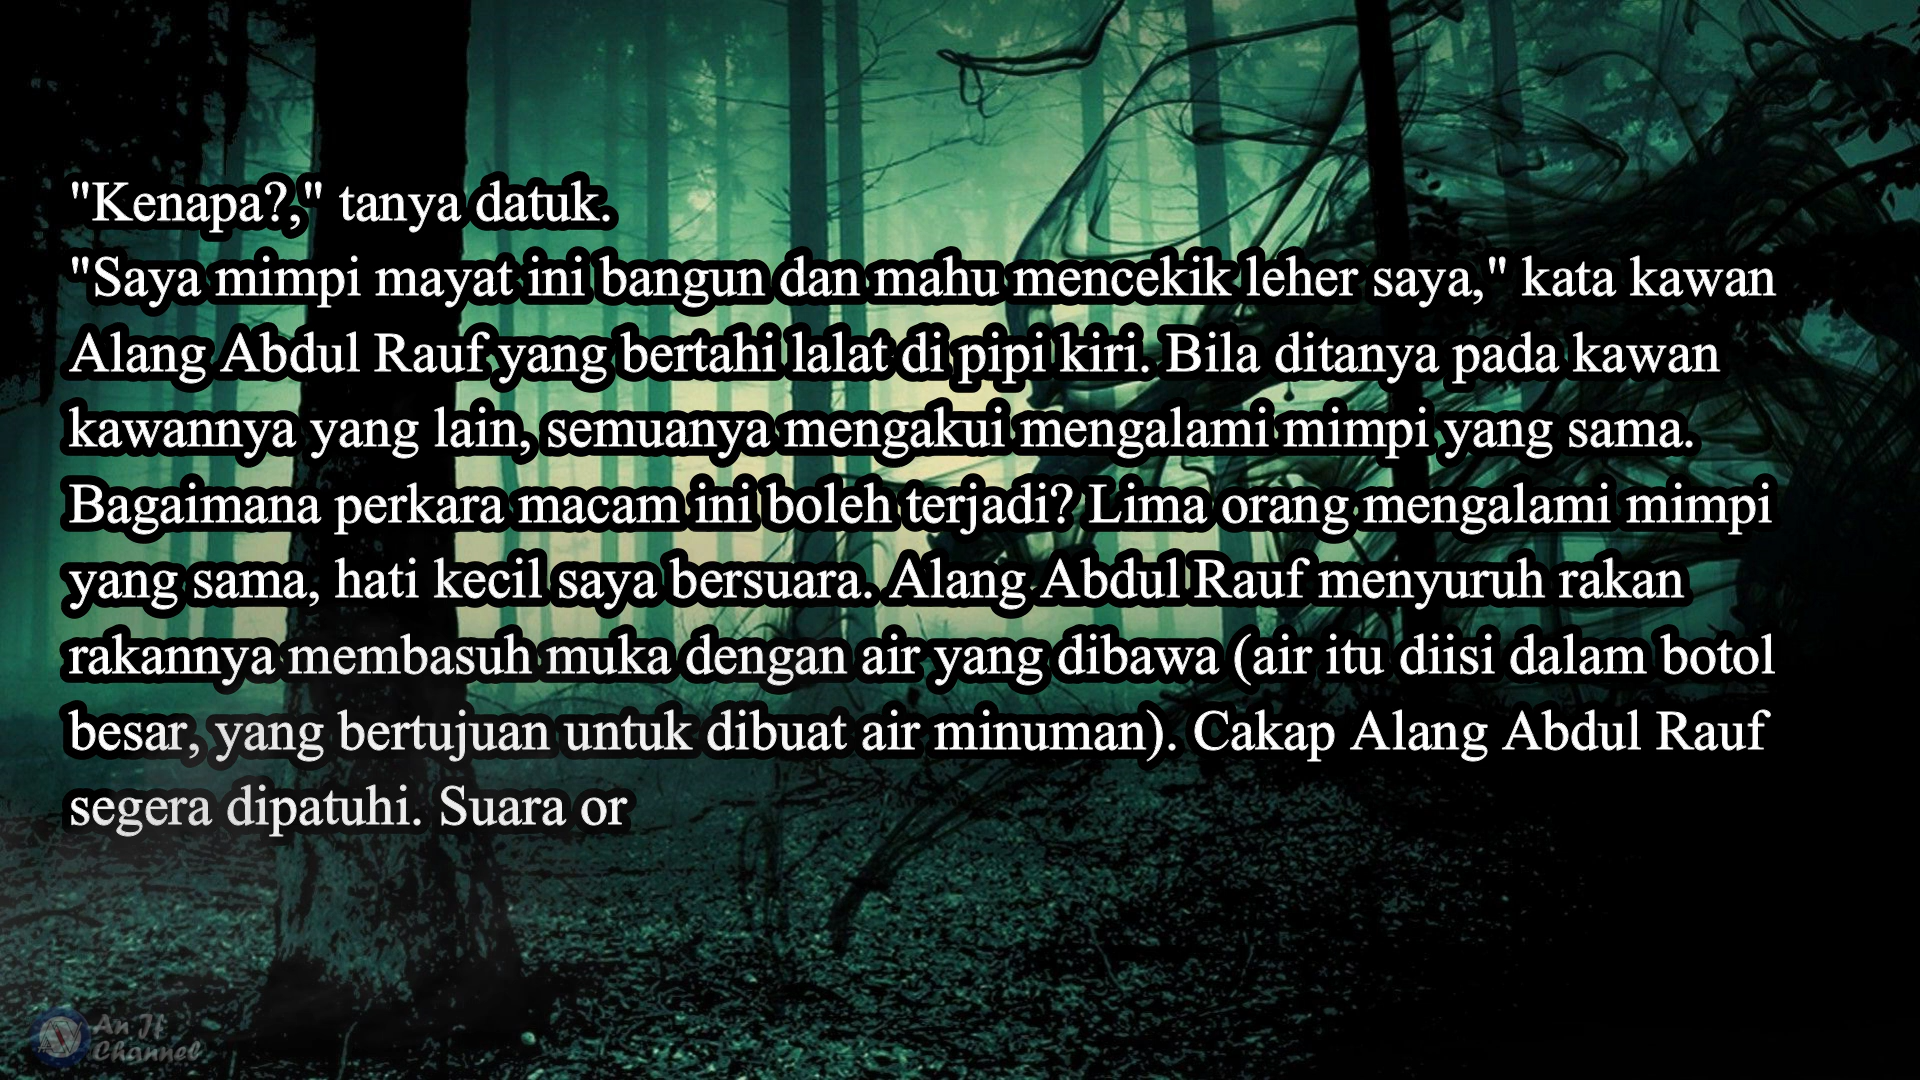 "Kenapa?," tanya datuk.
"Saya mimpi mayat ini bangun dan mahu mencekik leher saya," kata kawan
Alang Abdul Rauf yang bertahi lalat di pipi kiri. Bila ditanya pada kawan
kawannya yang lain, semuanya mengakui mengalami mimpi yang sama.
Bagaimana perkara macam ini boleh terjadi? Lima orang mengalami mimpi
yang sama, hati kecil saya bersuara. Alang Abdul Rauf menyuruh rakan
rakannya membasuh muka dengan air yang dibawa (air itu diisi dalam botol
besar, yang bertujuan untuk dibuat air minuman). Cakap Alang Abdul Rauf
segera dipatuhi. Suara or
An If
Channel